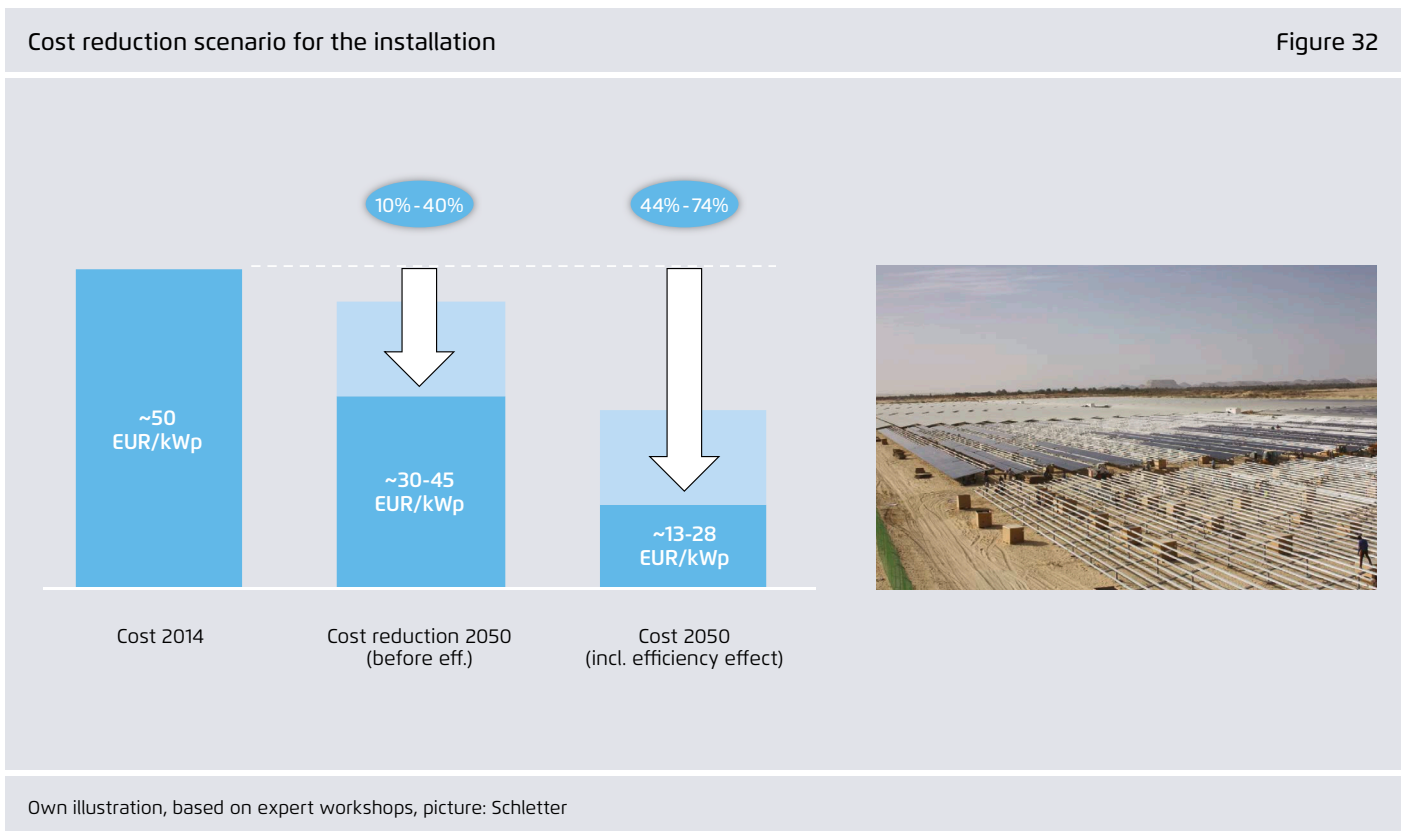 Cost reduction scenario for the installation
Figure 32
10%-40%
44%-74%
~50
EUR/kWp
~30-45
EUR/kWp
~13-28
EUR/kWp
Cost 2014
Cost reduction 2050
(before eff.)
Cost 2050
(incl. efficiency effect)
Own illustration, based on expert workshops, picture: Schletter